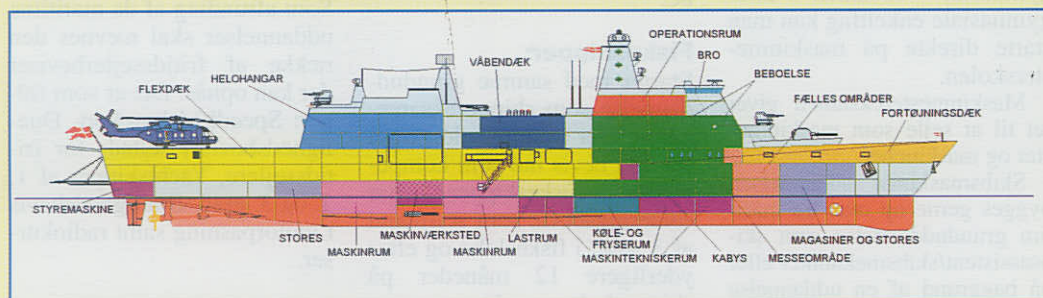 OPERATIONSRUM
BRO
VÅBENDÆK
BEBOELSE
HELOHANGAR
FLEXDÆK
FÆLLES OMRÅDER
FORTØJNINGSDÆK
STYREMASKINE
STORES
MASKINVÆRKSTED
LASTRUM
KØLE- OG
FRYSERUM
MAGASINER OG STORES
MASKINRUM
MASKINRUM
MASKINTEKNISKERUM
KABYS
MESSEOMRÅDE